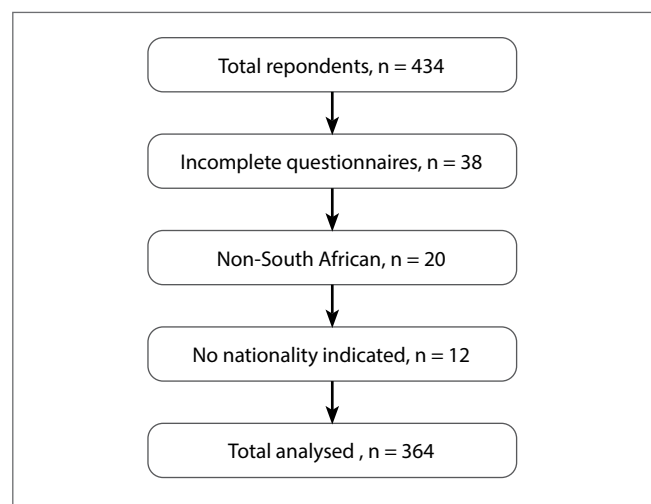 Total repondents, n = 434
Incomplete questionnaires, n = 38
Non-South African, n = 20
No nationality indicated, n = 12
Total analysed , n = 364